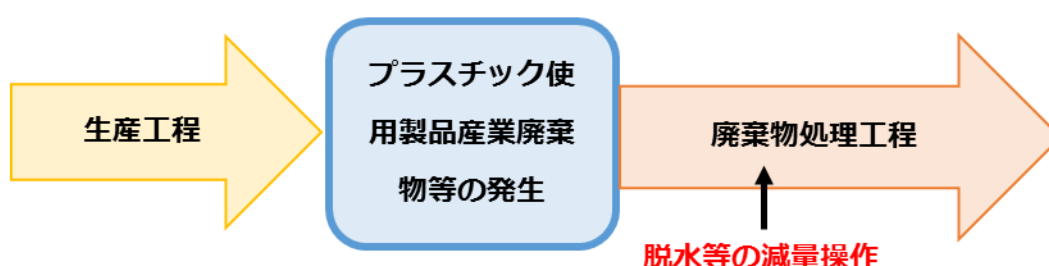 生産工程
プラスチック使
用製品産業廃棄
物等の発生
廃棄物処理工程
脱水等の減量操作